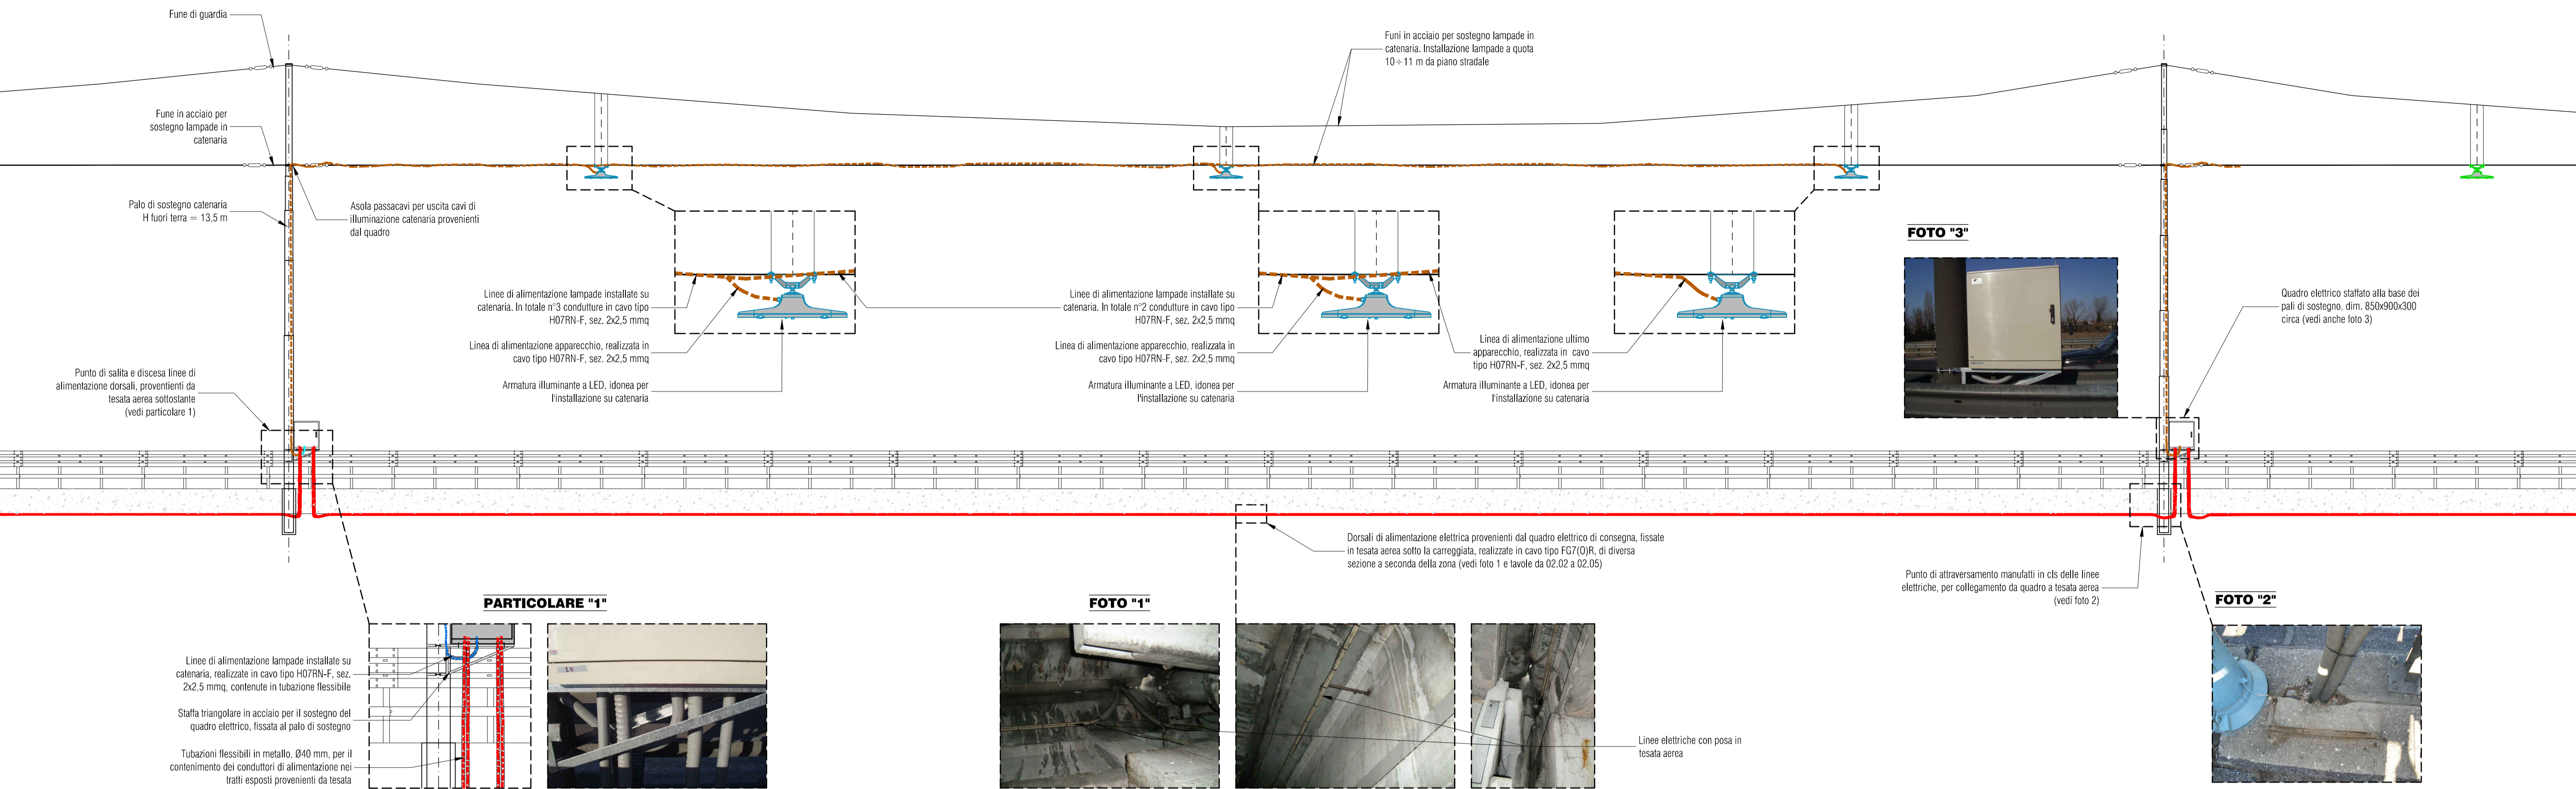 Fune di guardia
Funi in acciaio per sostegno lampade in
catenaria. Installazione lampade a quota
10÷11 m da piano stradale
Fune in acciaio per
sostegno lampade in
catenaria
Palo di sostegno catenaria
H fuori terra = 13,5 m
Asola passacavi per uscita cavi di
illuminazione catenaria provenienti
dal quadro
FOTO "3"
Linee di alimentazione lampade installate su
catenaria. In totale n°3 condutture in cavo tipo
H07RN-F, sez. 2x2,5 mmq
Linea di alimentazione apparecchio, realizzata in
cavo tipo H07RN-F, sez. 2x2,5 mmq
Armatura illuminante a LED, idonea per
l'installazione su catenaria
Linee di alimentazione lampade installate su
catenaria. In totale n°2 condutture in cavo tipo
H07RN-F, sez. 2x2,5 mmq
Linea di alimentazione apparecchio, realizzata in
cavo tipo H07RN-F, sez. 2x2,5 mmq
Armatura illuminante a LED, idonea per
l'installazione su catenaria
Linea di alimentazione ultimo
apparecchio, realizzata in cavo
tipo H07RN-F, sez. 2x2,5 mmq
Armatura illuminante a LED, idonea per
l'installazione su catenaria
Quadro elettrico staffato alla base dei
pali di sostegno, dim. 850x900x300
circa (vedi anche foto 3)
Punto di salita e discesa linee di
alimentazione dorsali, proventienti da
tesata aerea sottostante
(vedi particolare 1)
Dorsali di alimentazione elettrica provenienti dal quadro elettrico di consegna, fissate
in tesata aerea sotto la carreggiata, realizzate in cavo tipo FG7(O)R, di diversa
sezione a seconda della zona (vedi foto 1 e tavole da 02.02 a 02.05)
Punto di attraversamento manufatti in cls delle linee
elettriche, per collegamento da quadro a tesata aerea
(vedi foto 2)
PARTICOLARE "1"
FOTO "1"
FOTO "2"
Linee di alimentazione lampade installate su
catenaria, realizzate in cavo tipo H07RN-F, sez.
2x2,5 mmq, contenute in tubazione flessibile
Staffa triangolare in acciaio per il sostegno del
quadro elettrico, fissata al palo di sostegno
Tubazioni flessibili in metallo, Ø40 mm, per il
contenimento dei conduttori di alimentazione nei
tratti esposti provenienti da tesata
Linee elettriche con posa in
tesata aerea